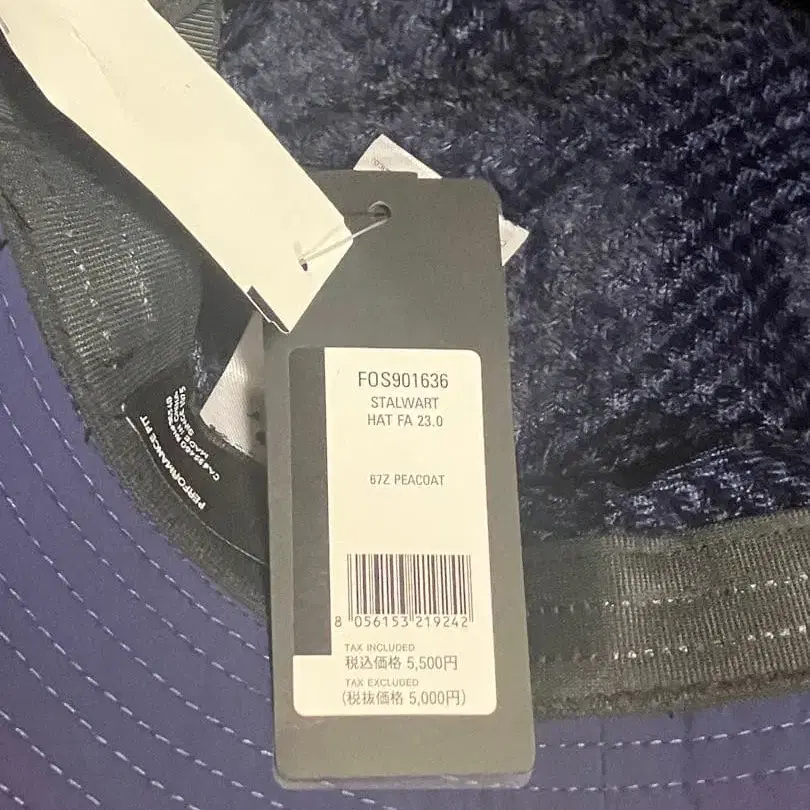 FOS901636
STALWART
HAT FA 23.0
67Z PEACOAT
8 056153 219242
TAX INCLUDED
税込価格 5,500円
TAX EXCLUDED
(税抜価格 5,000円)
PERFORMANCE FIT